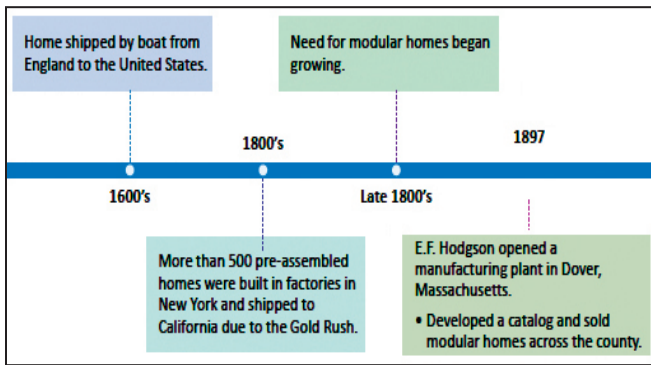 Home shipped by boat from
England to the United States.
Need for modular homes began
growing.
1800's
1897
1600's
Late 1800's
More than 500 pre-assembled
homes were built in factories in
New York and shipped to
California due to the Gold Rush.
E.F. Hodgson opened a
manufacturing plant in Dover,
Massachusetts.
• Developed a catalog and sold
modular homes across the county.